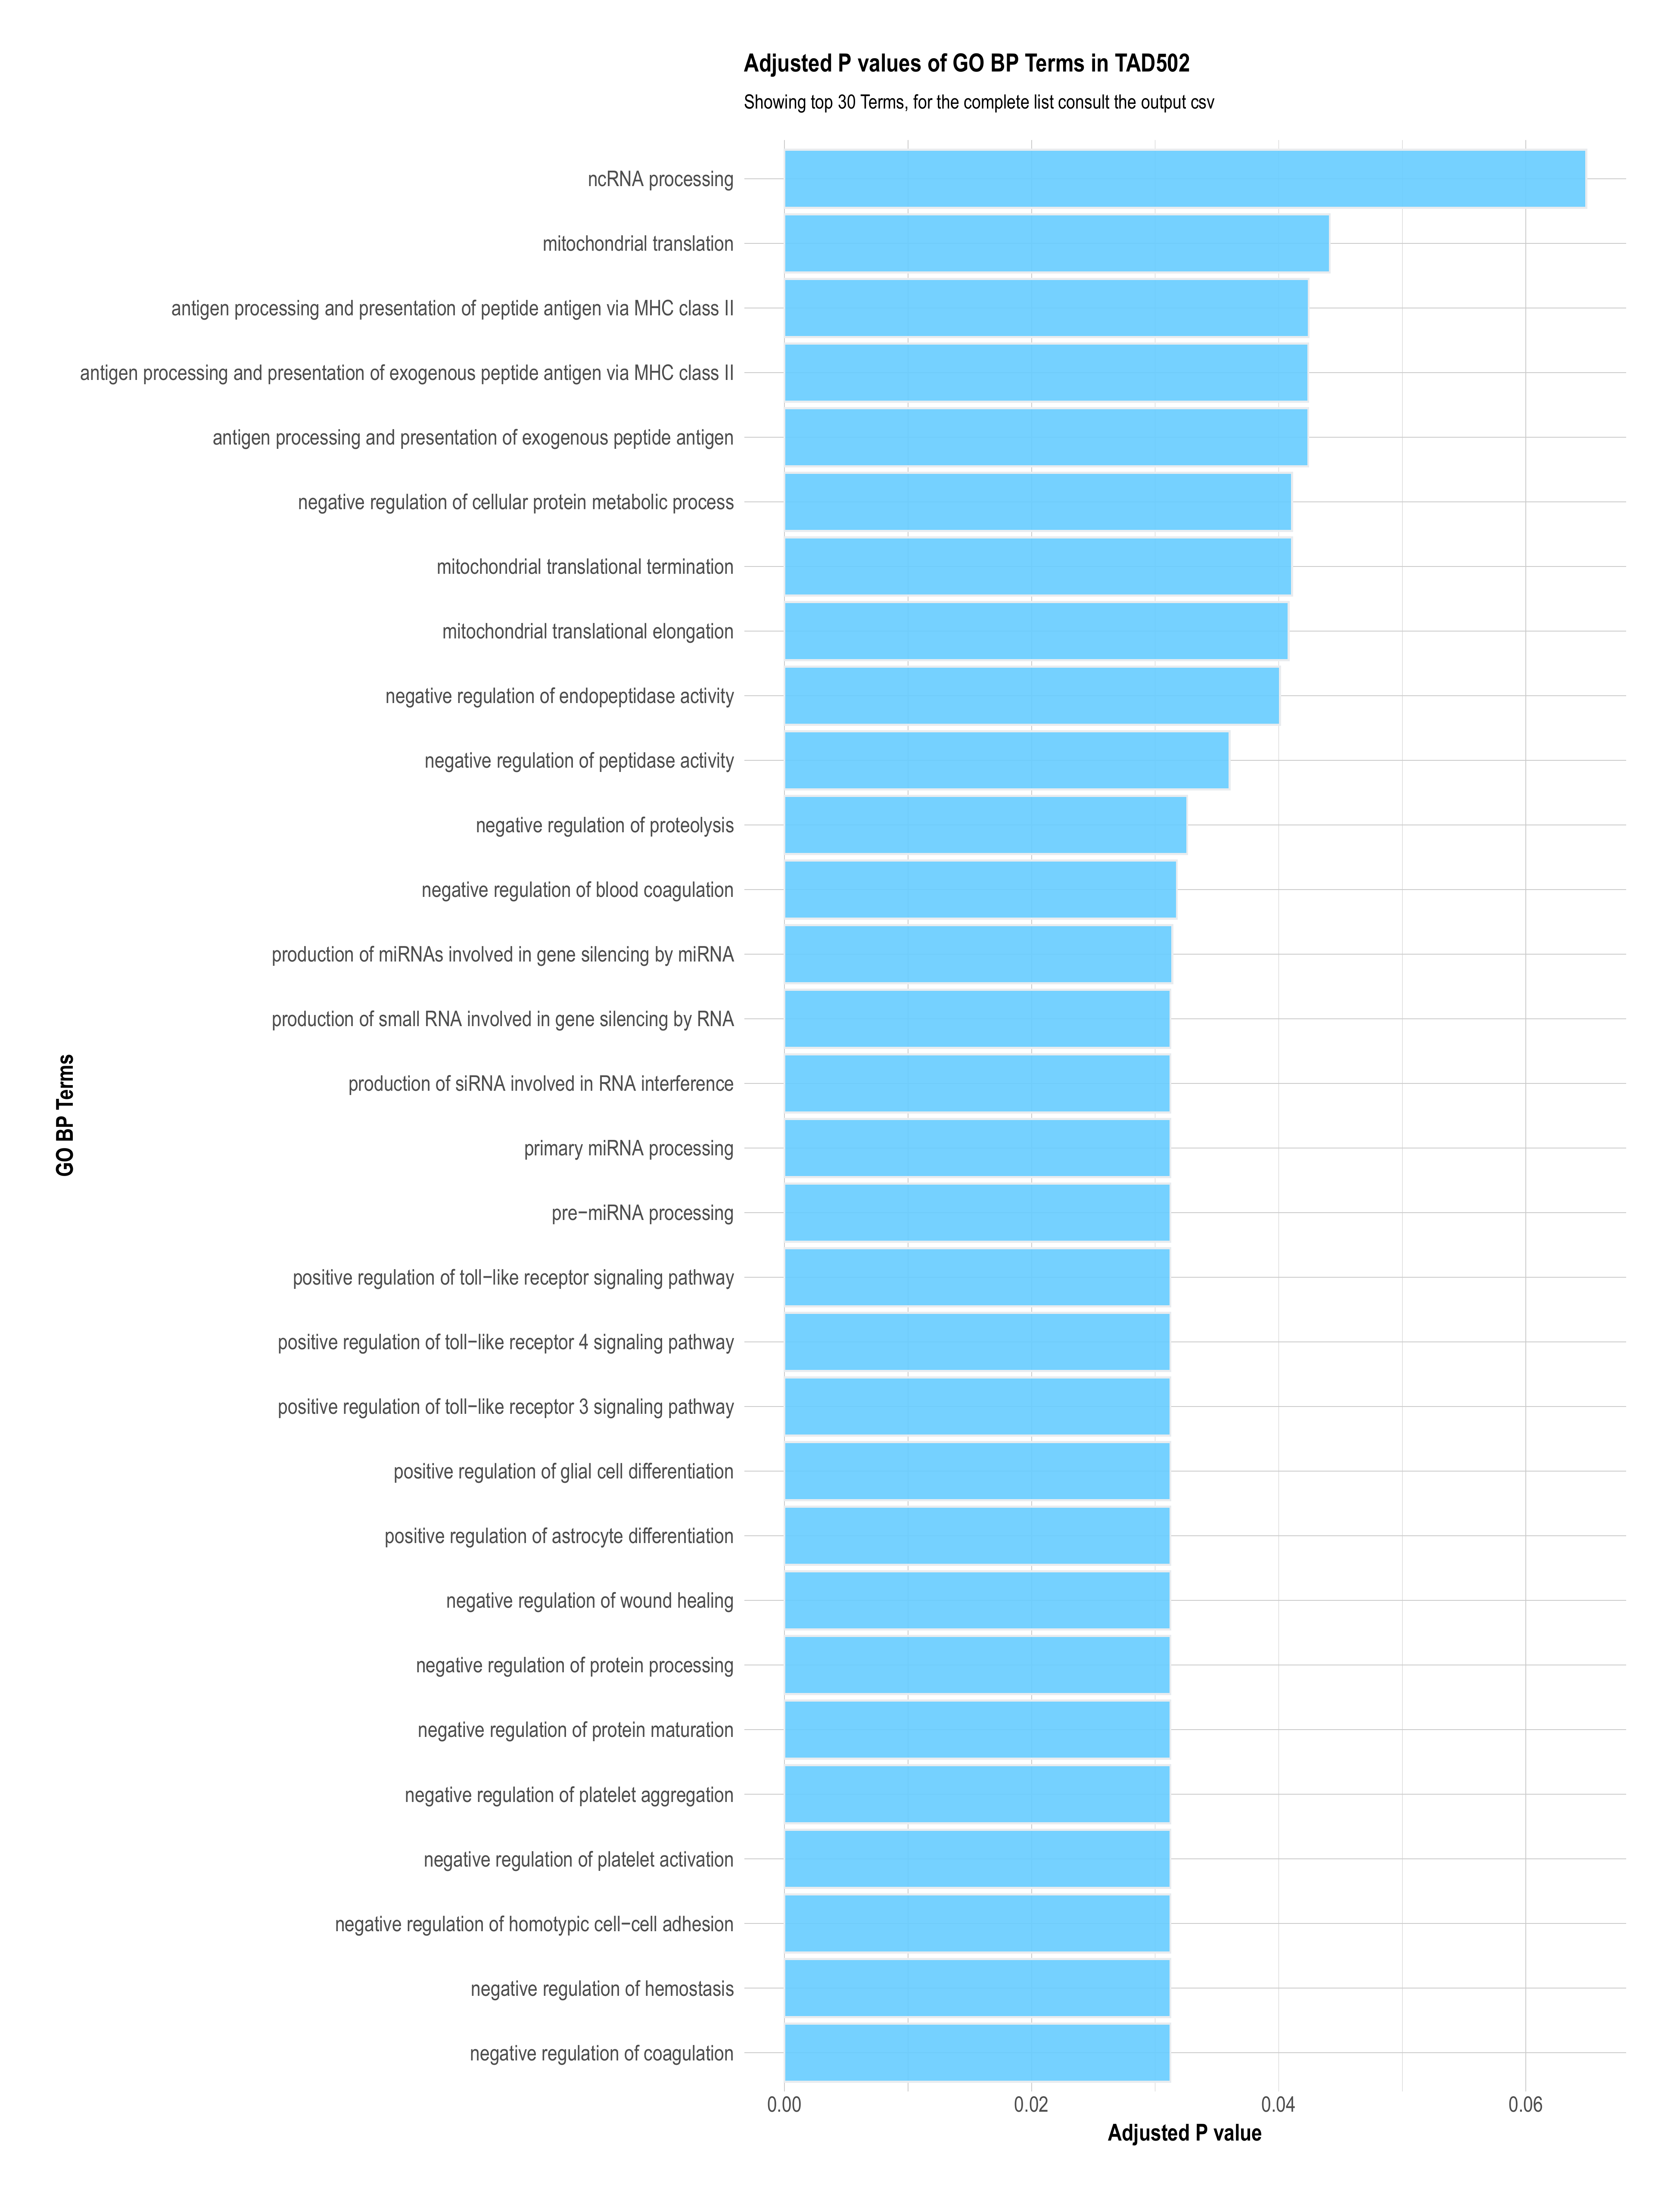 Adjusted P values of GO BP Terms in TAD502
Showing top 30 Terms, for the complete list consult the output csv
ncRNA processing
mitochondrial translation
antigen processing and presentation of peptide antigen via MHC class II
antigen processing and presentation of exogenous peptide antigen via MHC class II
antigen processing and presentation of exogenous peptide antigen
negative regulation of cellular protein metabolic process
mitochondrial translational termination
mitochondrial translational elongation
negative regulation of endopeptidase activity
negative regulation of peptidase activity
negative regulation of proteolysis
negative regulation of blood coagulation
production of miRNAs involved in gene silencing by miRNA
production of small RNA involved in gene silencing by RNA
production of siRNA involved in RNA interference
primary miRNA processing
pre−miRNA processing
positive regulation of toll−like receptor signaling pathway
positive regulation of toll−like receptor 4 signaling pathway
positive regulation of toll−like receptor 3 signaling pathway
positive regulation of glial cell differentiation
positive regulation of astrocyte differentiation
negative regulation of wound healing
negative regulation of protein processing
negative regulation of protein maturation
negative regulation of platelet aggregation
negative regulation of platelet activation
negative regulation of homotypic cell−cell adhesion
negative regulation of hemostasis
negative regulation of coagulation
GO BP Terms
0.00 0.02 0.04 0.06
Adjusted P value